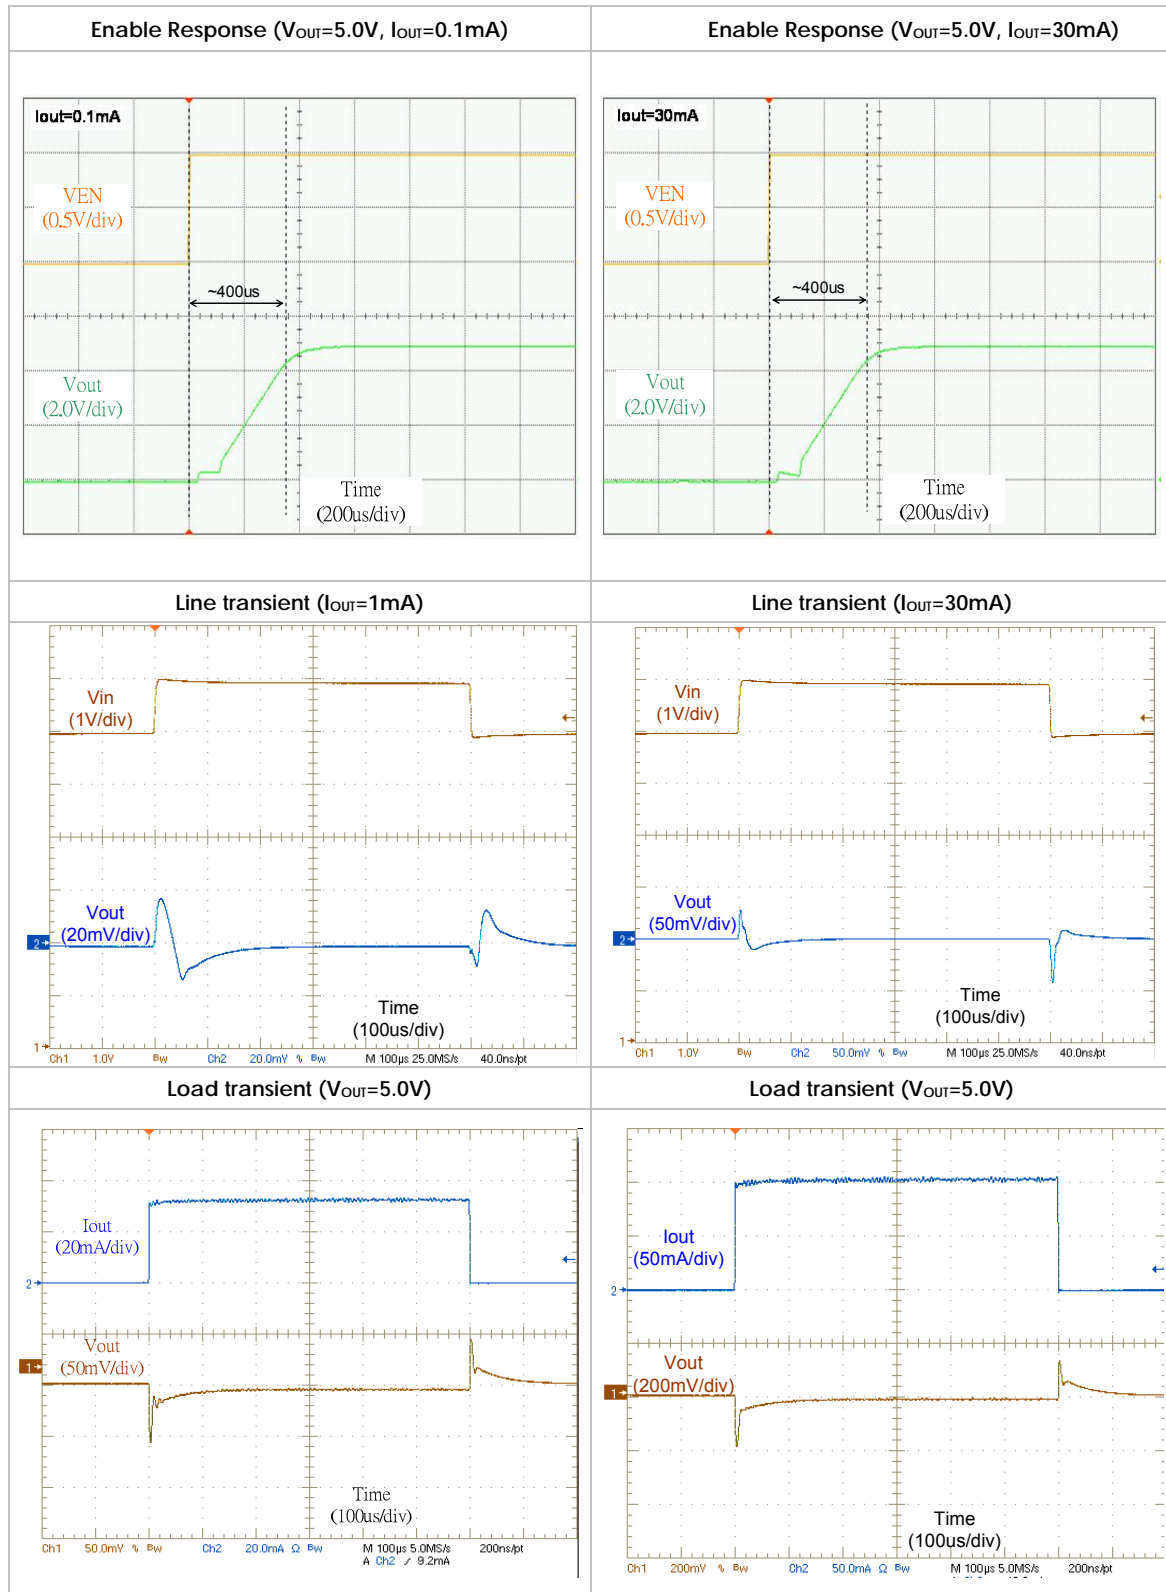 Enable Response (VOUT=5.0V, IOUT=0.1mA)
Enable Response (VOUT=5.0V, IOUT=30mA)
Iout=0.1mA
VEN
(0.5V/div)
~400us
Vout
(2.0V/div)
Time
(200us/div)
Iout=30mA
VEN
(0.5V/div)
~400us
Vout
(2.0V/div)
Time
(200us/div)
Line transient (IOUT=1mA)
Line transient (IOUT=30mA)
Vin
(1V/div)
Vout
(20mV/div)
2
Time
(100us/div)
1
Ch1 1.0V BW Ch2 20.0mV % BW M 100µs 25.0MS/s 40.0ns/pt
Vin
(1V/div)
Vout
(50mV/div)
2
Time
(100us/div)
1
Ch1 1.0V BW Ch2 50.0mV % BW M 100µs 25.0MS/s 40.0ns/pt
Load transient (VOUT=5.0V)
Load transient (VOUT=5.0V)
Iout
(20mA/div)
2
Vout
(50mV/div)
1
Time
(100us/div)
Ch1 50.0mV % BW Ch2 20.0mA Ω BW M 100µs 5.0MS/s 200ns/pt
A Ch2 ∕ 9.2mA
Iout
(50mA/div)
2
Vout
(200mV/div)
1
Time
(100us/div)
Ch1 200mV % BW Ch2 50.0mA Ω BW M 100µs 5.0MS/s 200ns/pt